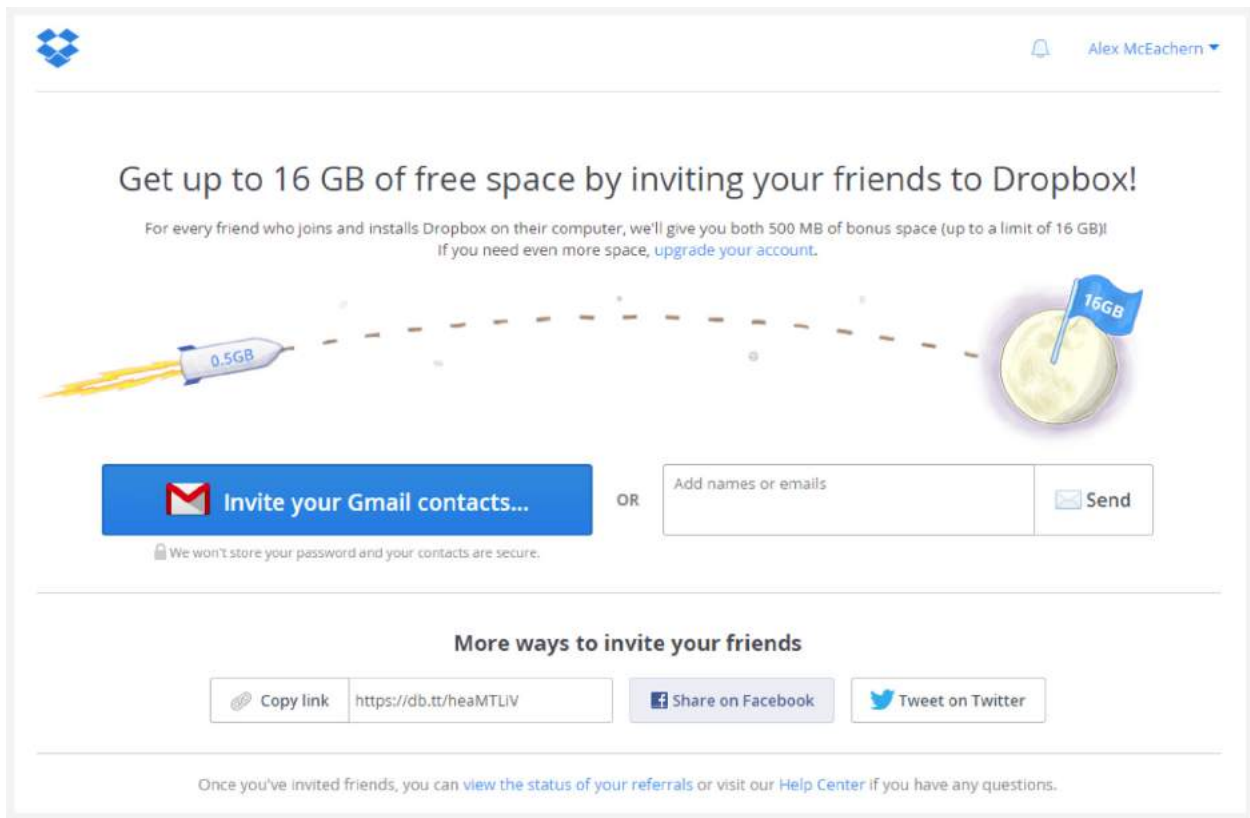 Alex McEachern
Get up to 16 GB of free space by inviting your friends to Dropbox!
For every friend who joins and installs Dropbox on their computer, we'll give you both 500 MB of bonus space (up to a limit of 16 GB)!
If you need even more space, upgrade your account.
16GB
0.5GB
Invite your Gmail contacts...
OR
Add names or emails
Send
We won't store your password and your contacts are secure.
More ways to invite your friends
Copy link
https://db.tt/heaMTLiV
Share on Facebook
Tweet on Twitter
Once you've invited friends, you can view the status of your referrals or visit our Help Center if you have any questions.